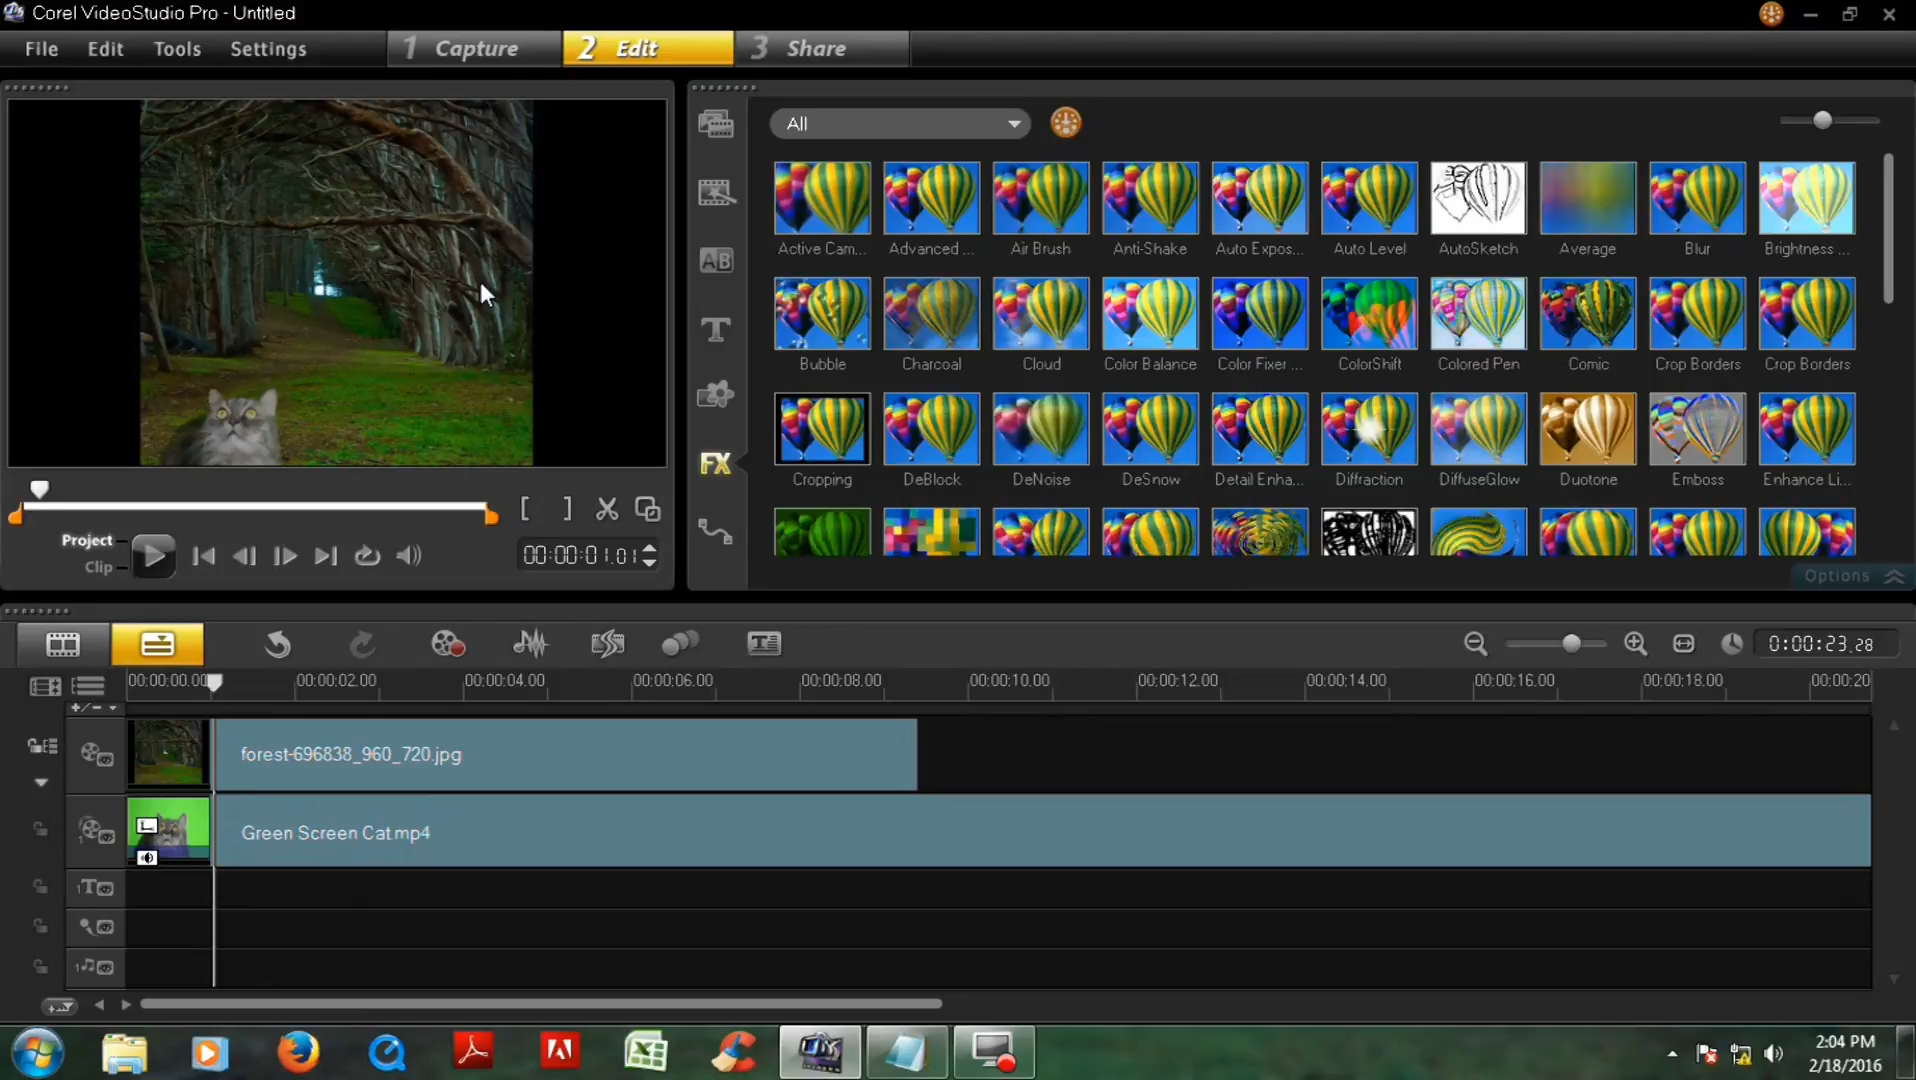 Corel VideoStudio Pro - Untitled
File Edit Tools Settings 1 Capture 2 Edit 3 Share
All
Active Cam... Advanced ... Air Brush Anti-Shake Auto Expos... Auto Level AutoSketch Average Blur Brightness ...
Bubble Charcoal Cloud Color Balance Color Fixer ... ColorShift Colored Pen Comic Crop Borders Crop Borders
Cropping DeBlock DeNoise DeSnow Detail Enha... Diffraction DiffuseGlow Duotone Emboss Enhance Li...
AB
T
FX
Project
Clip
00:00:01.01
Options
0:00:23.28
00:00:00.00 00:00:02.00 00:00:04.00 00:00:06.00 00:00:08.00 00:00:10.00 00:00:12.00 00:00:14.00 00:00:16.00 00:00:18.00 00:00:20
forest-696838_960_720.jpg
Green Screen Cat.mp4
2:04 PM
2/18/2016